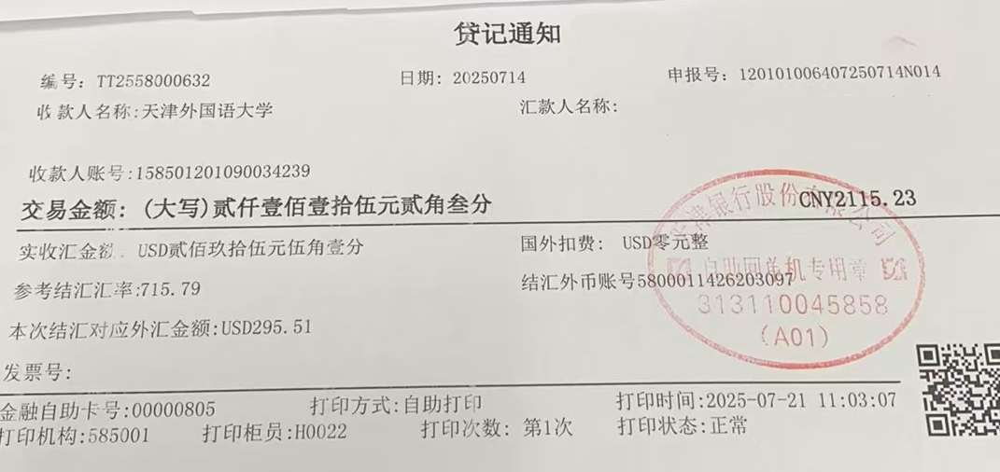 贷记通知
编号: TT2558000632 日期: 20250714 申报号: 120101006407250714N014
收款人名称:天津外国语大学 汇款人名称:
收款人账号:158501201090034239
交易金额: (大写)贰仟壹佰壹拾伍元贰角叁分 CNY2115.23
实收汇金额: USD贰佰玖拾伍元伍角壹分 国外扣费: USD零元整
参考结汇汇率:715.79 结汇外币账号5800011426203097
本次结汇对应外汇金额:USD295.51
发票号:
金融自助卡号:00000805 打印方式:自助打印 打印时间:2025-07-21 11:03:07
打印机构:585001 打印柜员:H0022 打印次数: 第1次 打印状态:正常
天津银行股份有限公司
自助回单机专用章
313110045858
(A01)